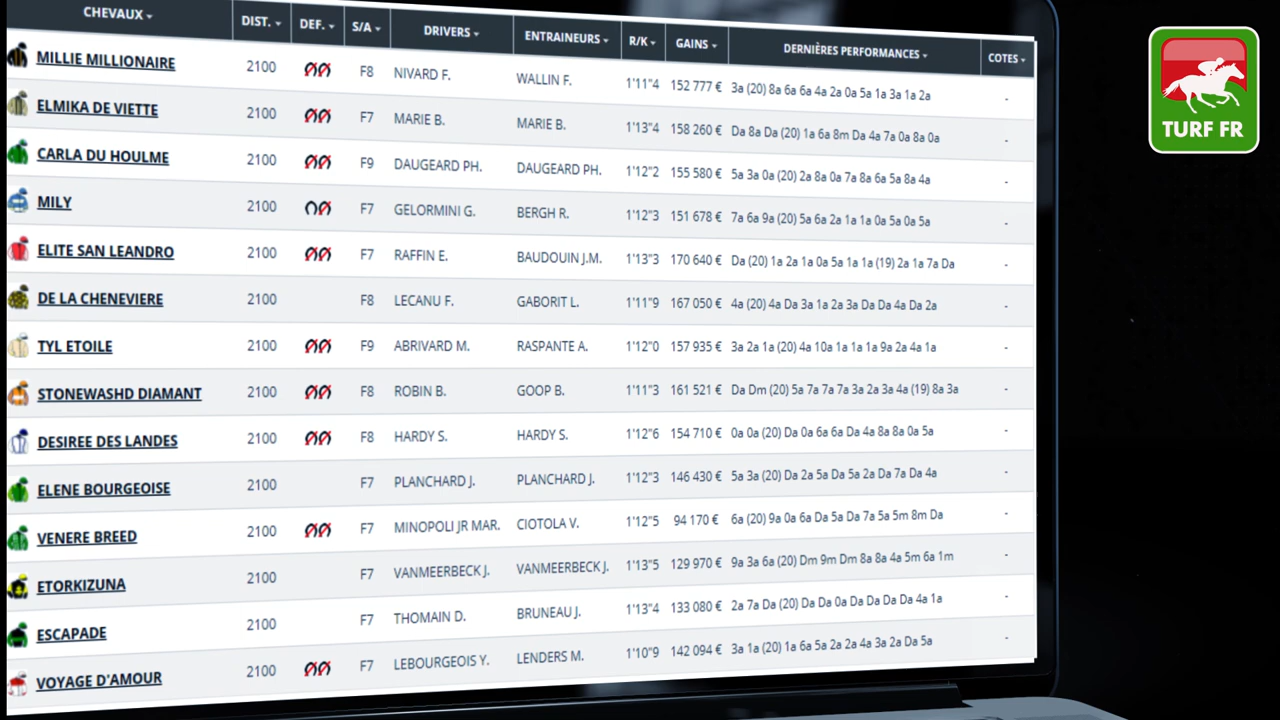 CHEVAUX DIST. DEF. S/A DRIVERS ENTRAINEURS R/K GAINS DERNIÈRES PERFORMANCES COTES
MILLIE MILLIONAIRE 2100 F8 NIVARD F. WALLIN F. 1'11"4 152 777 € 3a (20) 8a 6a 6a 4a 2a 0a 5a 1a 3a 1a 2a -
ELMIKA DE VIETTE 2100 F7 MARIE B. MARIE B. 1'13"4 158 260 € Da 8a Da (20) 1a 6a 8m Da 4a 7a 0a 8a 0a -
CARLA DU HOULME 2100 F9 DAUGEARD PH. DAUGEARD PH. 1'12"2 155 580 € 5a 3a 0a (20) 2a 8a 0a 7a 8a 6a 5a 8a 4a -
MILY 2100 F7 GELORMINI G. BERGH R. 1'12"3 151 678 € 7a 6a 9a (20) 5a 6a 2a 1a 1a 0a 5a 0a 5a -
ELITE SAN LEANDRO 2100 F7 RAFFIN E. BAUDOUIN J.M. 1'13"3 170 640 € Da (20) 1a 2a 1a 0a 5a 1a 1a (19) 2a 1a 7a Da -
DE LA CHENEVIERE 2100 F8 LECANU F. GABORIT L. 1'11"9 167 050 € 4a (20) 4a Da 3a 1a 2a 3a Da Da 4a Da 2a -
TYL ETOILE 2100 F9 ABRIVARD M. RASPANTE A. 1'12"0 157 935 € 3a 2a 1a (20) 4a 10a 1a 1a 1a 9a 2a 4a 1a -
STONEWASHD DIAMANT 2100 F8 ROBIN B. GOOP B. 1'11"3 161 521 € Da Dm (20) 5a 7a 7a 7a 3a 2a 3a 4a (19) 8a 3a -
DESIREE DES LANDES 2100 F8 HARDY S. HARDY S. 1'12"6 154 710 € 0a 0a (20) Da 0a 6a 6a Da 4a 8a 8a 0a 5a -
ELENE BOURGEOISE 2100 F7 PLANCHARD J. PLANCHARD J. 1'12"3 146 430 € 5a 3a (20) Da 2a 5a Da 5a 2a Da 7a Da 4a -
VENERE BREED 2100 F7 MINOPOLI JR MAR. CIOTOLA V. 1'12"5 94 170 € 6a (20) 9a 0a 6a Da 5a Da 7a 5a 5m 8m Da -
ETORKIZUNA 2100 F7 VANMEERBECK J. VANMEERBECK J. 1'13"5 129 970 € 9a 3a 6a (20) Dm 9m Dm 8a 8a 4a 5m 6a 1m -
ESCAPADE 2100 F7 THOMAIN D. BRUNEAU J. 1'13"4 133 080 € 2a 7a Da (20) Da Da 0a Da Da Da Da 4a 1a -
VOYAGE D'AMOUR 2100 F7 LEBOURGEOIS Y. LENDERS M. 1'10"9 142 094 € 3a 1a (20) 1a 6a 5a 2a 2a 4a 3a 2a Da 5a -
TURF FR